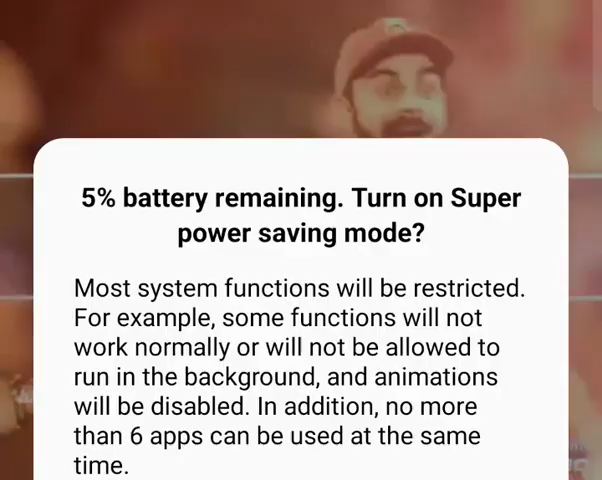 5% battery remaining. Turn on Super
power saving mode?
Most system functions will be restricted.
For example, some functions will not
work normally or will not be allowed to
run in the background, and animations
will be disabled. In addition, no more
than 6 apps can be used at the same
time.